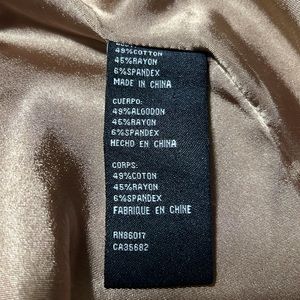 49%COTTON
45%RAYON
6%SPANDEX
MADE IN CHINA
CUERPO:
49%ALGODON
45%RAYON
6%SPANDEX
HECHO EN CHINA
CORPS:
49%COTON
45%RAYON
6%SPANDEX
FABRIQUE EN CHINE
RN86017
CA35682